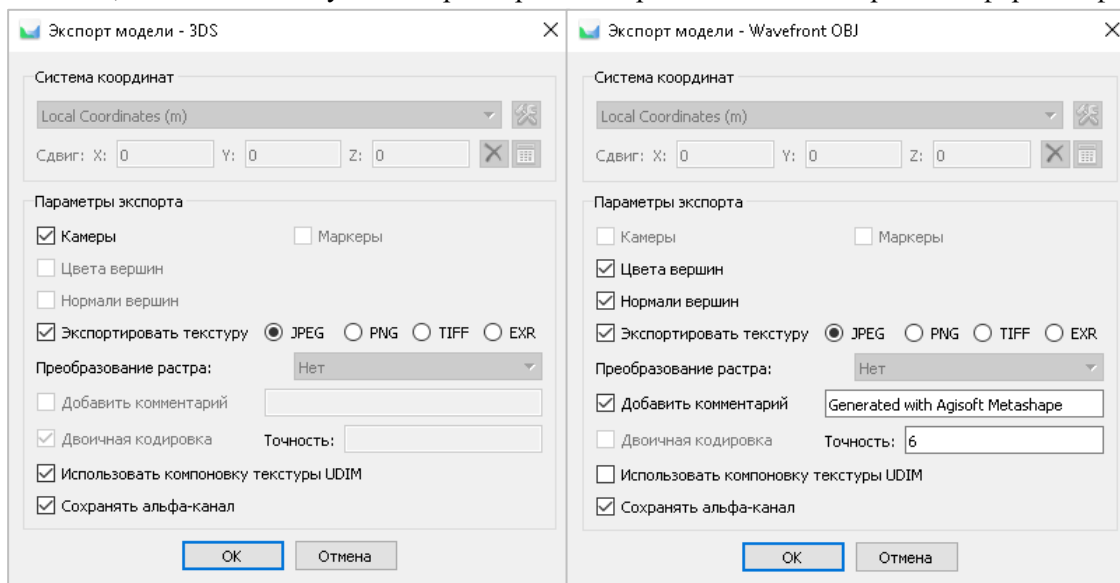 Экспорт модели - 3DS
Система координат
Local Coordinates (m)
Сдвиг: X: 0 Y: 0 Z: 0
Параметры экспорта
Камеры Маркеры
Цвета вершин
Нормали вершин
Экспортировать текстуру JPEG PNG TIFF EXR
Преобразование растра: Нет
Добавить комментарий
Двоичная кодировка Точность:
Использовать компоновку текстуры UDIM
Сохранять альфа-канал
OK Отмена
Экспорт модели - Wavefront OBJ
Система координат
Local Coordinates (m)
Сдвиг: X: 0 Y: 0 Z: 0
Параметры экспорта
Камеры Маркеры
Цвета вершин
Нормали вершин
Экспортировать текстуру JPEG PNG TIFF EXR
Преобразование растра: Нет
Добавить комментарий Generated with Agisoft Metashape
Двоичная кодировка Точность: 6
Использовать компоновку текстуры UDIM
Сохранять альфа-канал
OK Отмена